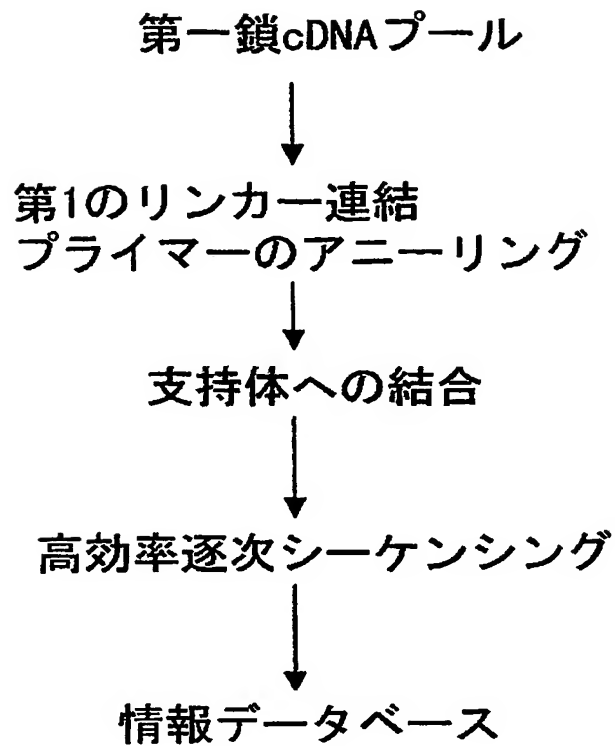 第一鎖cDNAプール
第1のリンカー連結
プライマーのアニーリング
支持体への結合
高効率逐次シーケンシング
情報データベース